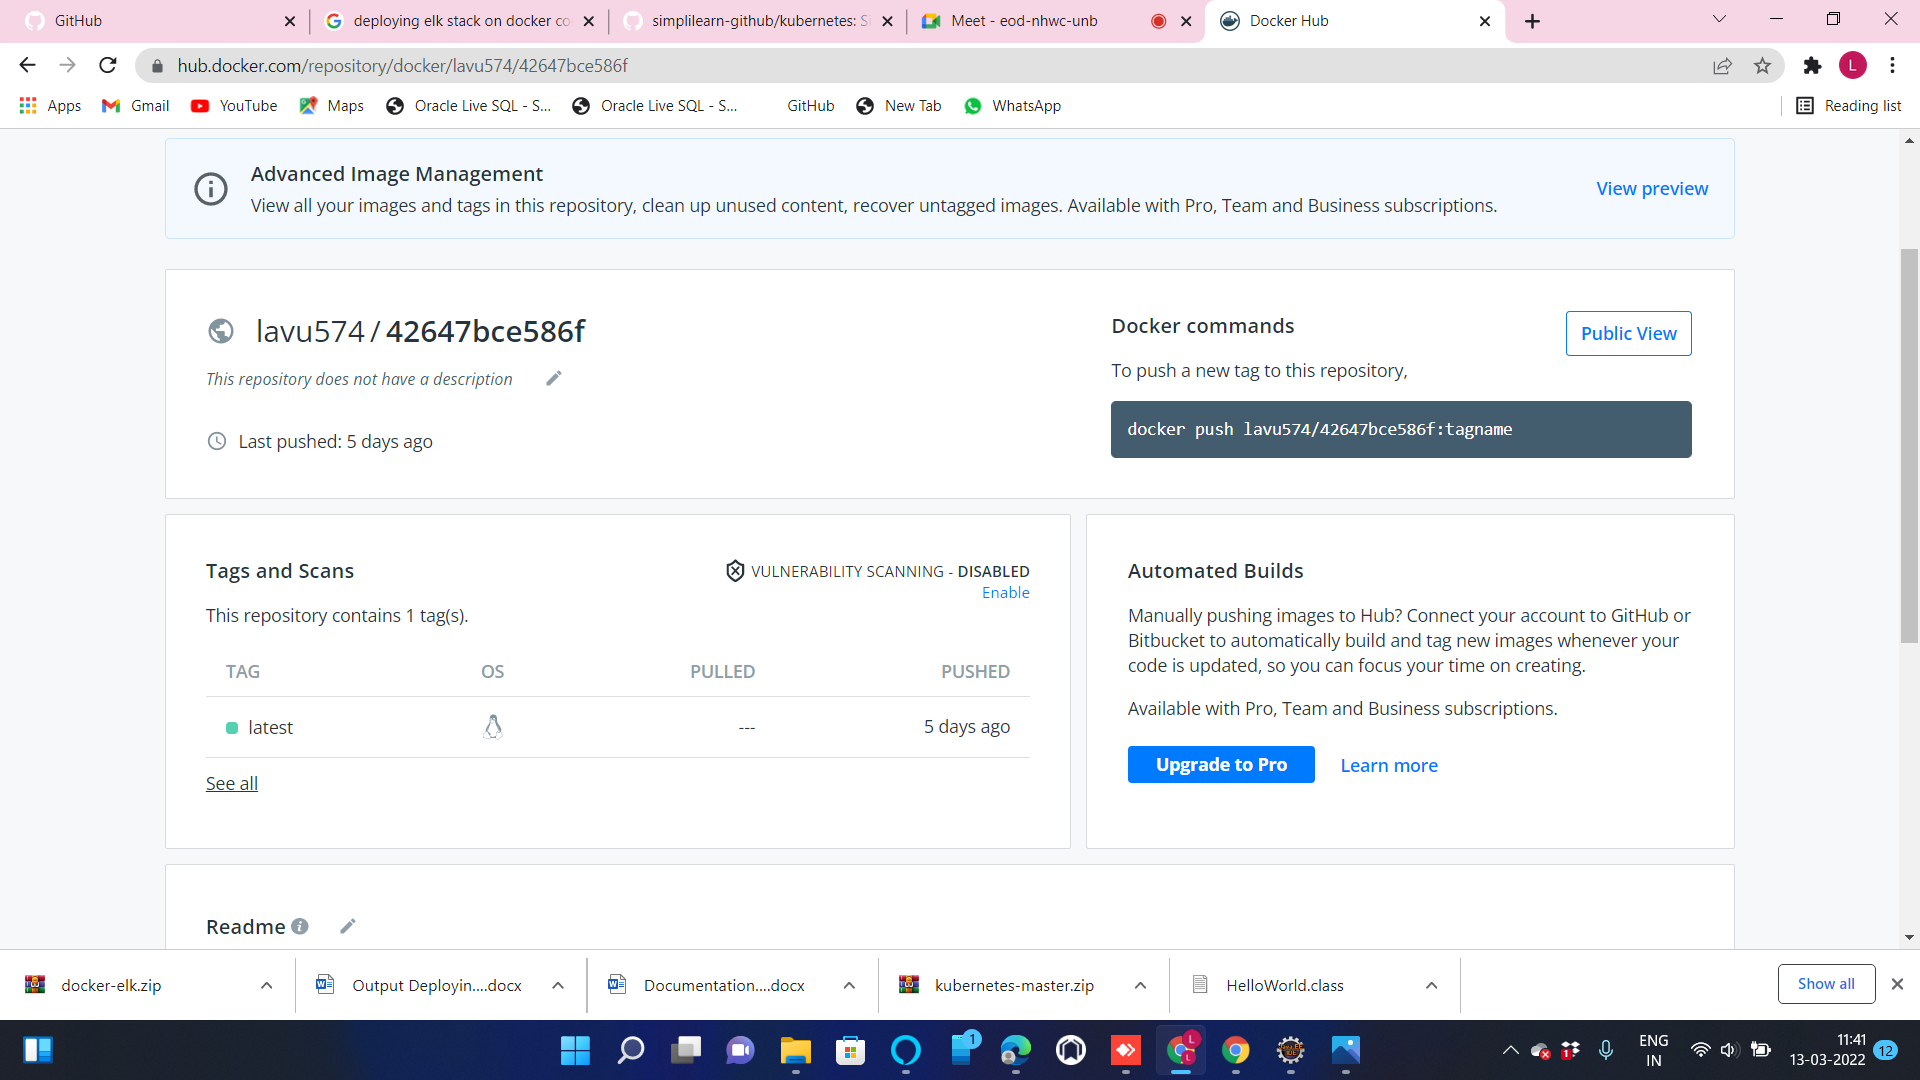 GitHub
deploying elk stack on docker co
simplilearn-github/kubernetes: Si
Meet - eod-nhwc-unb
Docker Hub
hub.docker.com/repository/docker/lavu574/42647bce586f
L
Apps
Gmail
YouTube
Maps
Oracle Live SQL - S...
Oracle Live SQL - S...
GitHub
New Tab
WhatsApp
Reading list
Advanced Image Management
View all your images and tags in this repository, clean up unused content, recover untagged images. Available with Pro, Team and Business subscriptions.
View preview
lavu574 / 42647bce586f
This repository does not have a description
Last pushed: 5 days ago
Docker commands
Public View
To push a new tag to this repository,
docker push lavu574/42647bce586f:tagname
Tags and Scans
VULNERABILITY SCANNING - DISABLED
Enable
This repository contains 1 tag(s).
TAG OS PULLED PUSHED
latest --- 5 days ago
See all
Automated Builds
Manually pushing images to Hub? Connect your account to GitHub or
Bitbucket to automatically build and tag new images whenever your
code is updated, so you can focus your time on creating.
Available with Pro, Team and Business subscriptions.
Upgrade to Pro
Learn more
Readme
docker-elk.zip
Output Deployin....docx
Documentation....docx
kubernetes-master.zip
HelloWorld.class
Show all
1
L
L
1
ENG
IN
11:41
13-03-2022
12